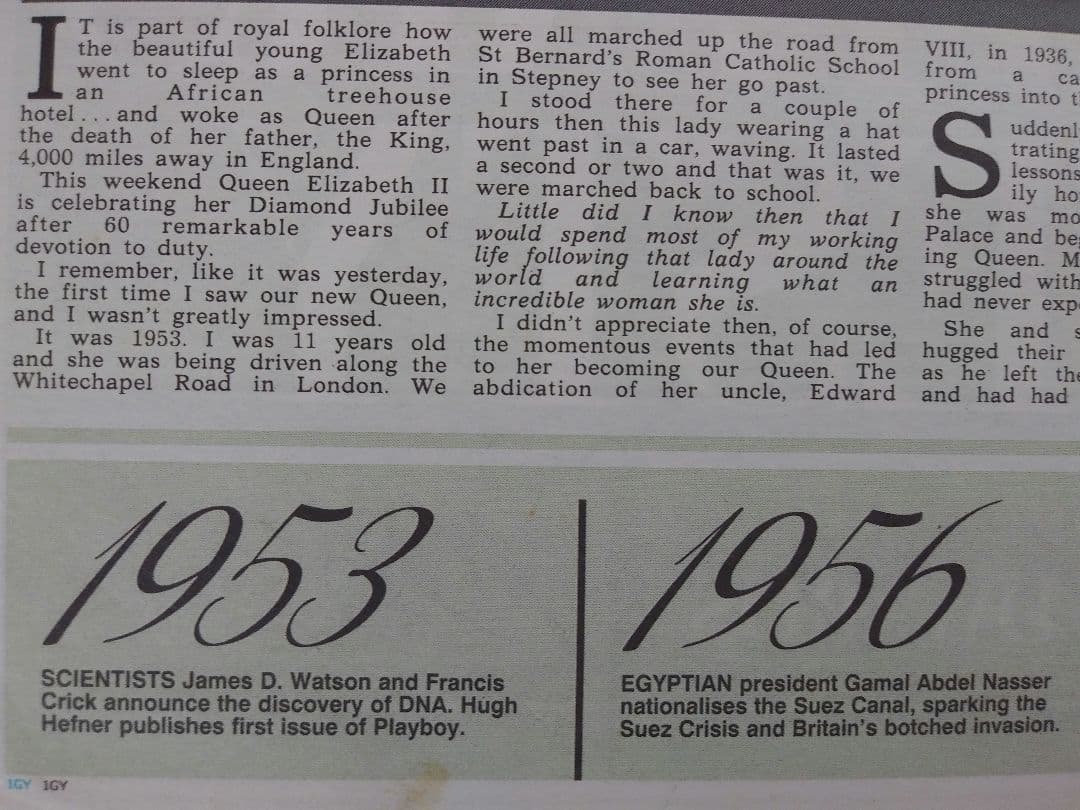 IT is part of royal folklore how
the beautiful young Elizabeth
went to sleep as a princess in
an African treehouse
hotel . . . and woke as Queen after
the death of her father, the King,
4,000 miles away in England.
This weekend Queen Elizabeth II
is celebrating her Diamond Jubilee
after 60 remarkable years of
devotion to duty.
I remember, like it was yesterday,
the first time I saw our new Queen,
and I wasn't greatly impressed.
It was 1953. I was 11 years old
and she was being driven along the
Whitechapel Road in London. We
were all marched up the road from
St Bernard's Roman Catholic School
in Stepney to see her go past.
I stood there for a couple of
hours then this lady wearing a hat
went past in a car, waving. It lasted
a second or two and that was it, we
were marched back to school.
Little did I know then that I
would spend most of my working
life following that lady around the
world and learning what an
incredible woman she is.
I didn't appreciate then, of course,
the momentous events that had led
to her becoming our Queen. The
abdication of her uncle, Edward
VIII, in 1936,
from a ca
princess into t
Suddenl
trating
lessons
ily ho
she was mo
Palace and be
ing Queen. M
struggled with
had never exp
She and s
hugged their
as he left the
and had had
1953
SCIENTISTS James D. Watson and Francis
Crick announce the discovery of DNA. Hugh
Hefner publishes first issue of Playboy.
1956
EGYPTIAN president Gamal Abdel Nasser
nationalises the Suez Canal, sparking the
Suez Crisis and Britain's botched invasion.
1GY 1GY